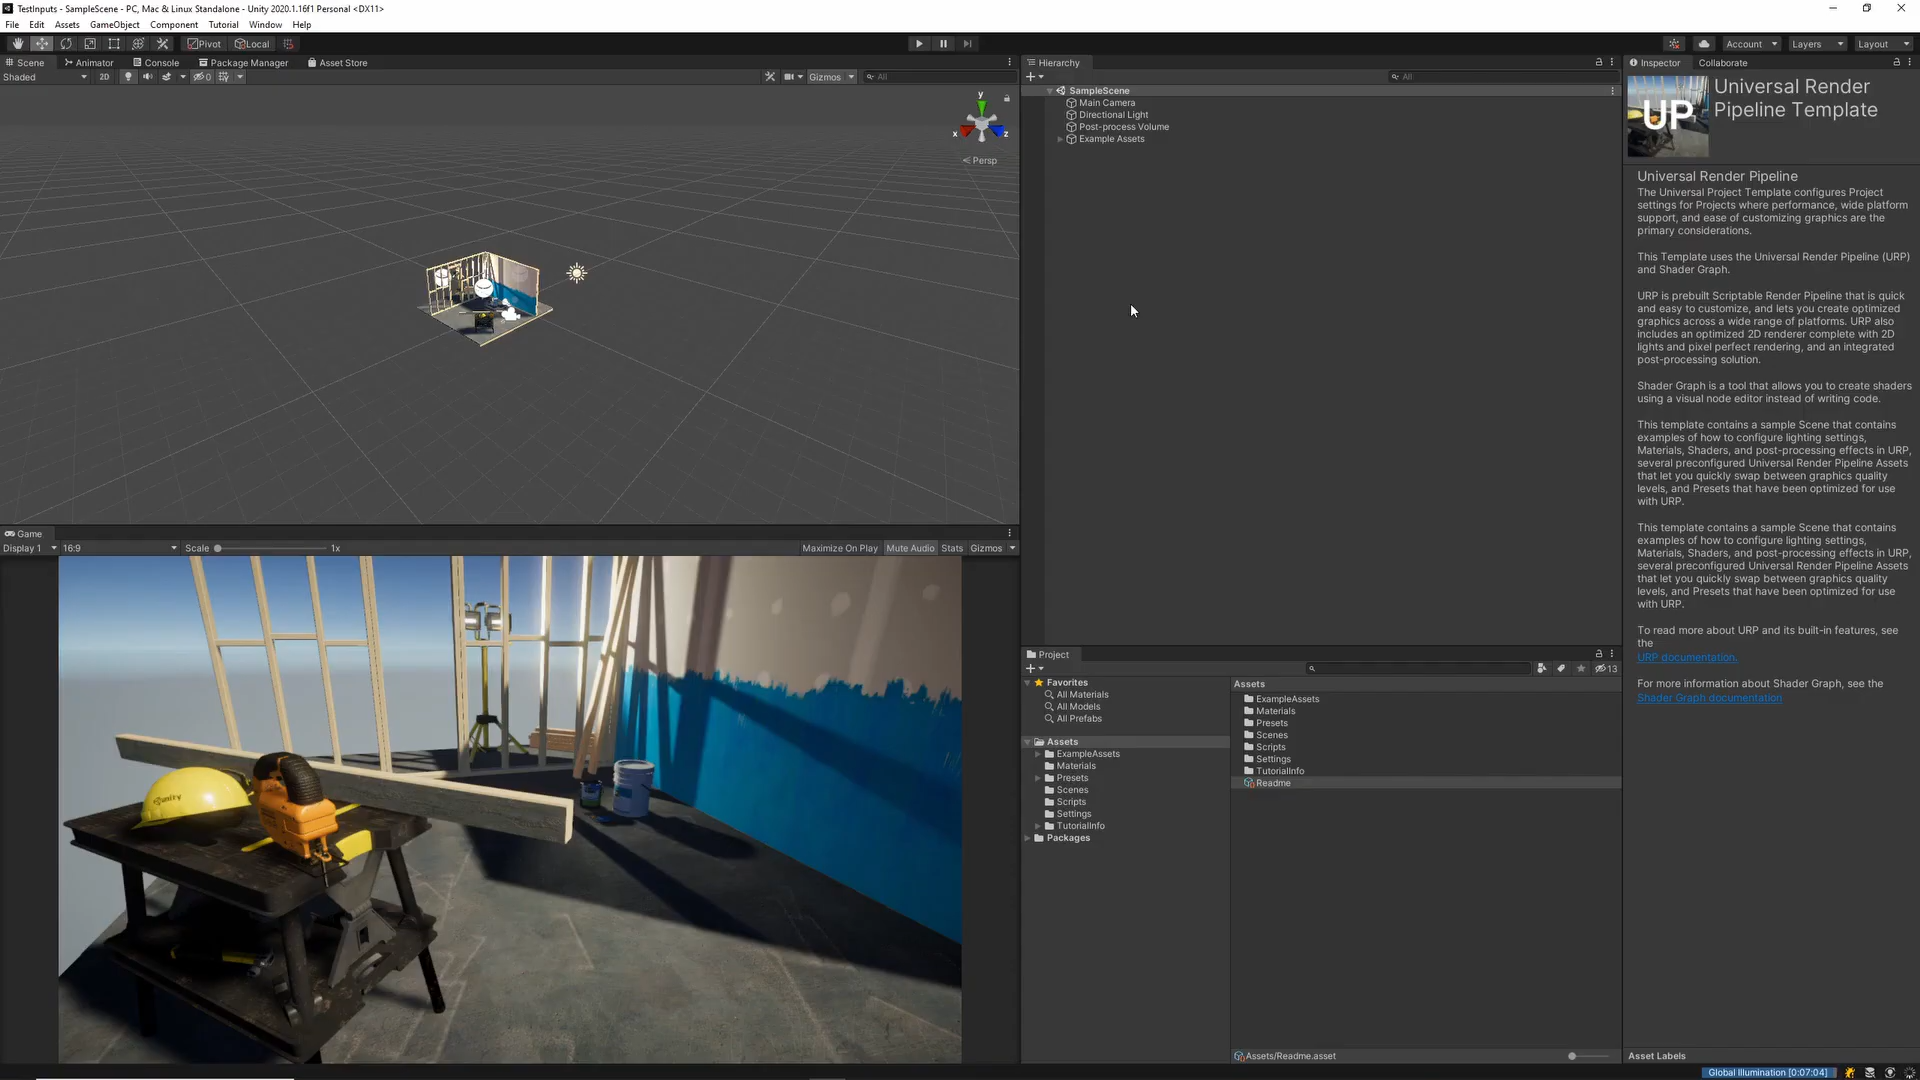 TestInputs - SampleScene - PC, Mac & Linux Standalone - Unity 2020.1.16f1 Personal <DX11>
File Edit Assets GameObject Component Tutorial Window Help
Pivot Local
Account Layers Layout
Scene Animator Console Package Manager Asset Store
Shaded 2D 0 Gizmos All
y
x z
Persp
Game
Display 1 16:9 Scale 1x Maximize On Play Mute Audio Stats Gizmos
unity
Hierarchy
All
SampleScene
Main Camera
Directional Light
Post-process Volume
Example Assets
Project
13
Favorites
All Materials
All Models
All Prefabs
Assets
ExampleAssets
Materials
Presets
Scenes
Scripts
Settings
TutorialInfo
Packages
Assets
ExampleAssets
Materials
Presets
Scenes
Scripts
Settings
TutorialInfo
Readme
Assets/Readme.asset
Inspector Collaborate
UP
Universal Render
Pipeline Template
Universal Render Pipeline
The Universal Project Template configures Project
settings for Projects where performance, wide platform
support, and ease of customizing graphics are the
primary considerations.
This Template uses the Universal Render Pipeline (URP)
and Shader Graph.
URP is prebuilt Scriptable Render Pipeline that is quick
and easy to customize, and lets you create optimized
graphics across a wide range of platforms. URP also
includes an optimized 2D renderer complete with 2D
lights and pixel perfect rendering, and an integrated
post-processing solution.
Shader Graph is a tool that allows you to create shaders
using a visual node editor instead of writing code.
This template contains a sample Scene that contains
examples of how to configure lighting settings,
Materials, Shaders, and post-processing effects in URP,
several preconfigured Universal Render Pipeline Assets
that let you quickly swap between graphics quality
levels, and Presets that have been optimized for use
with URP.
This template contains a sample Scene that contains
examples of how to configure lighting settings,
Materials, Shaders, and post-processing effects in URP,
several preconfigured Universal Render Pipeline Assets
that let you quickly swap between graphics quality
levels, and Presets that have been optimized for use
with URP.
To read more about URP and its built-in features, see
the
URP documentation.
For more information about Shader Graph, see the
Shader Graph documentation
Asset Labels
Global Illumination [0:07:04]